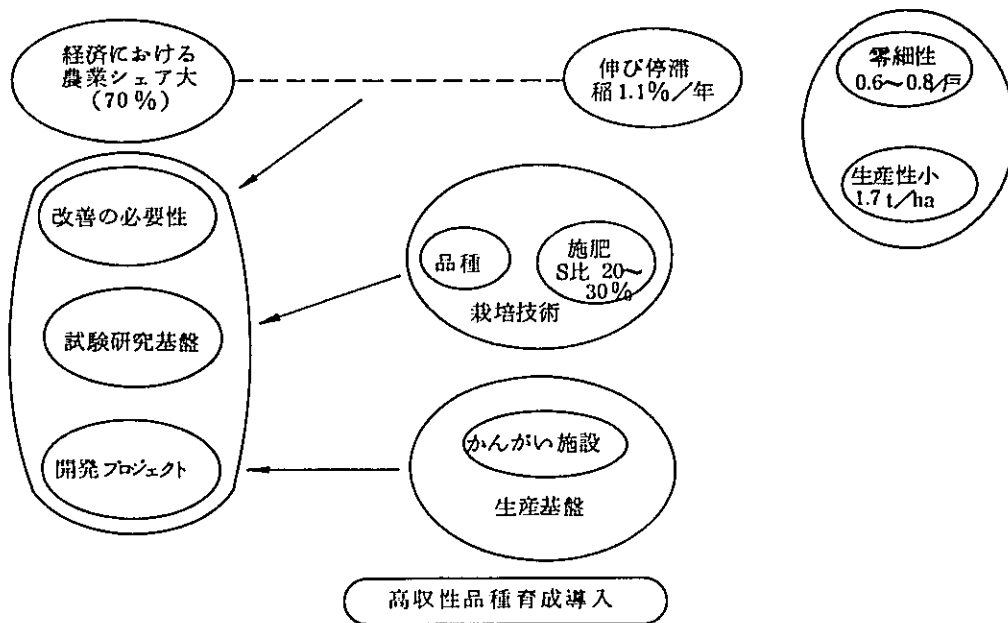 経済における
農業シェア大
(70%)
伸び停滞
稲1.1%/年
零細性
0.6〜0.8/戸
生産性小
1.7t/ha
改善の必要性
試験研究基盤
開発プロジェクト
品種
施肥
S比 20〜
30%
栽培技術
かんがい施設
生産基盤
高収性品種育成導入